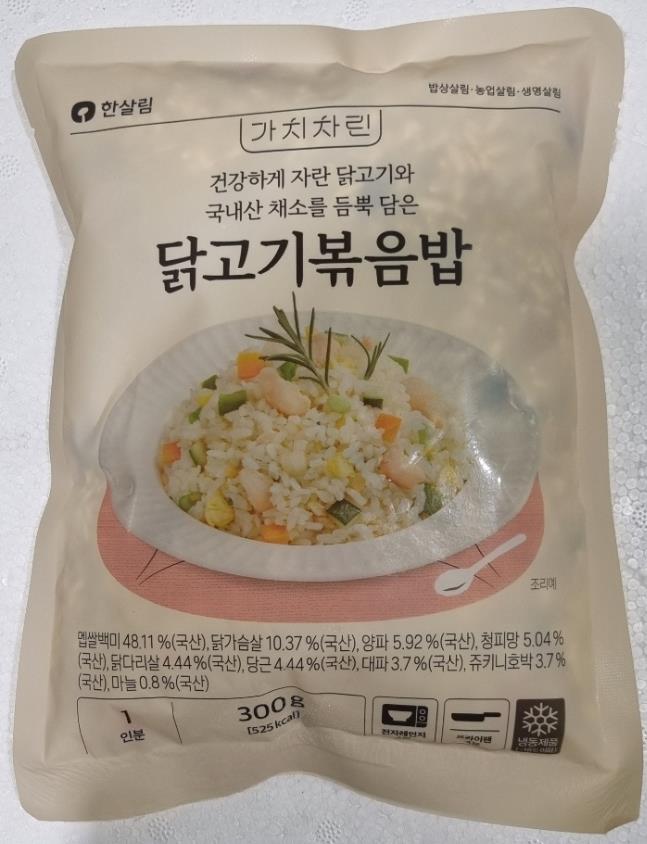 한살림
밥상살림·농업살림·생명살림
가치차린
건강하게 자란 닭고기와
국내산 채소를 듬뿍 담은
닭고기볶음밥
조리예
멥쌀백미 48.11 %(국산), 닭가슴살 10.37 %(국산), 양파 5.92 %(국산), 청피망 5.04 %
(국산), 닭다리살 4.44 %(국산), 당근 4.44 %(국산), 대파 3.7 %(국산), 쥬키니호박 3.7 %
(국산), 마늘 0.8 %(국산)
1
인분
300g
[525 kcal]
전자레인지
프라이팬
냉동제품